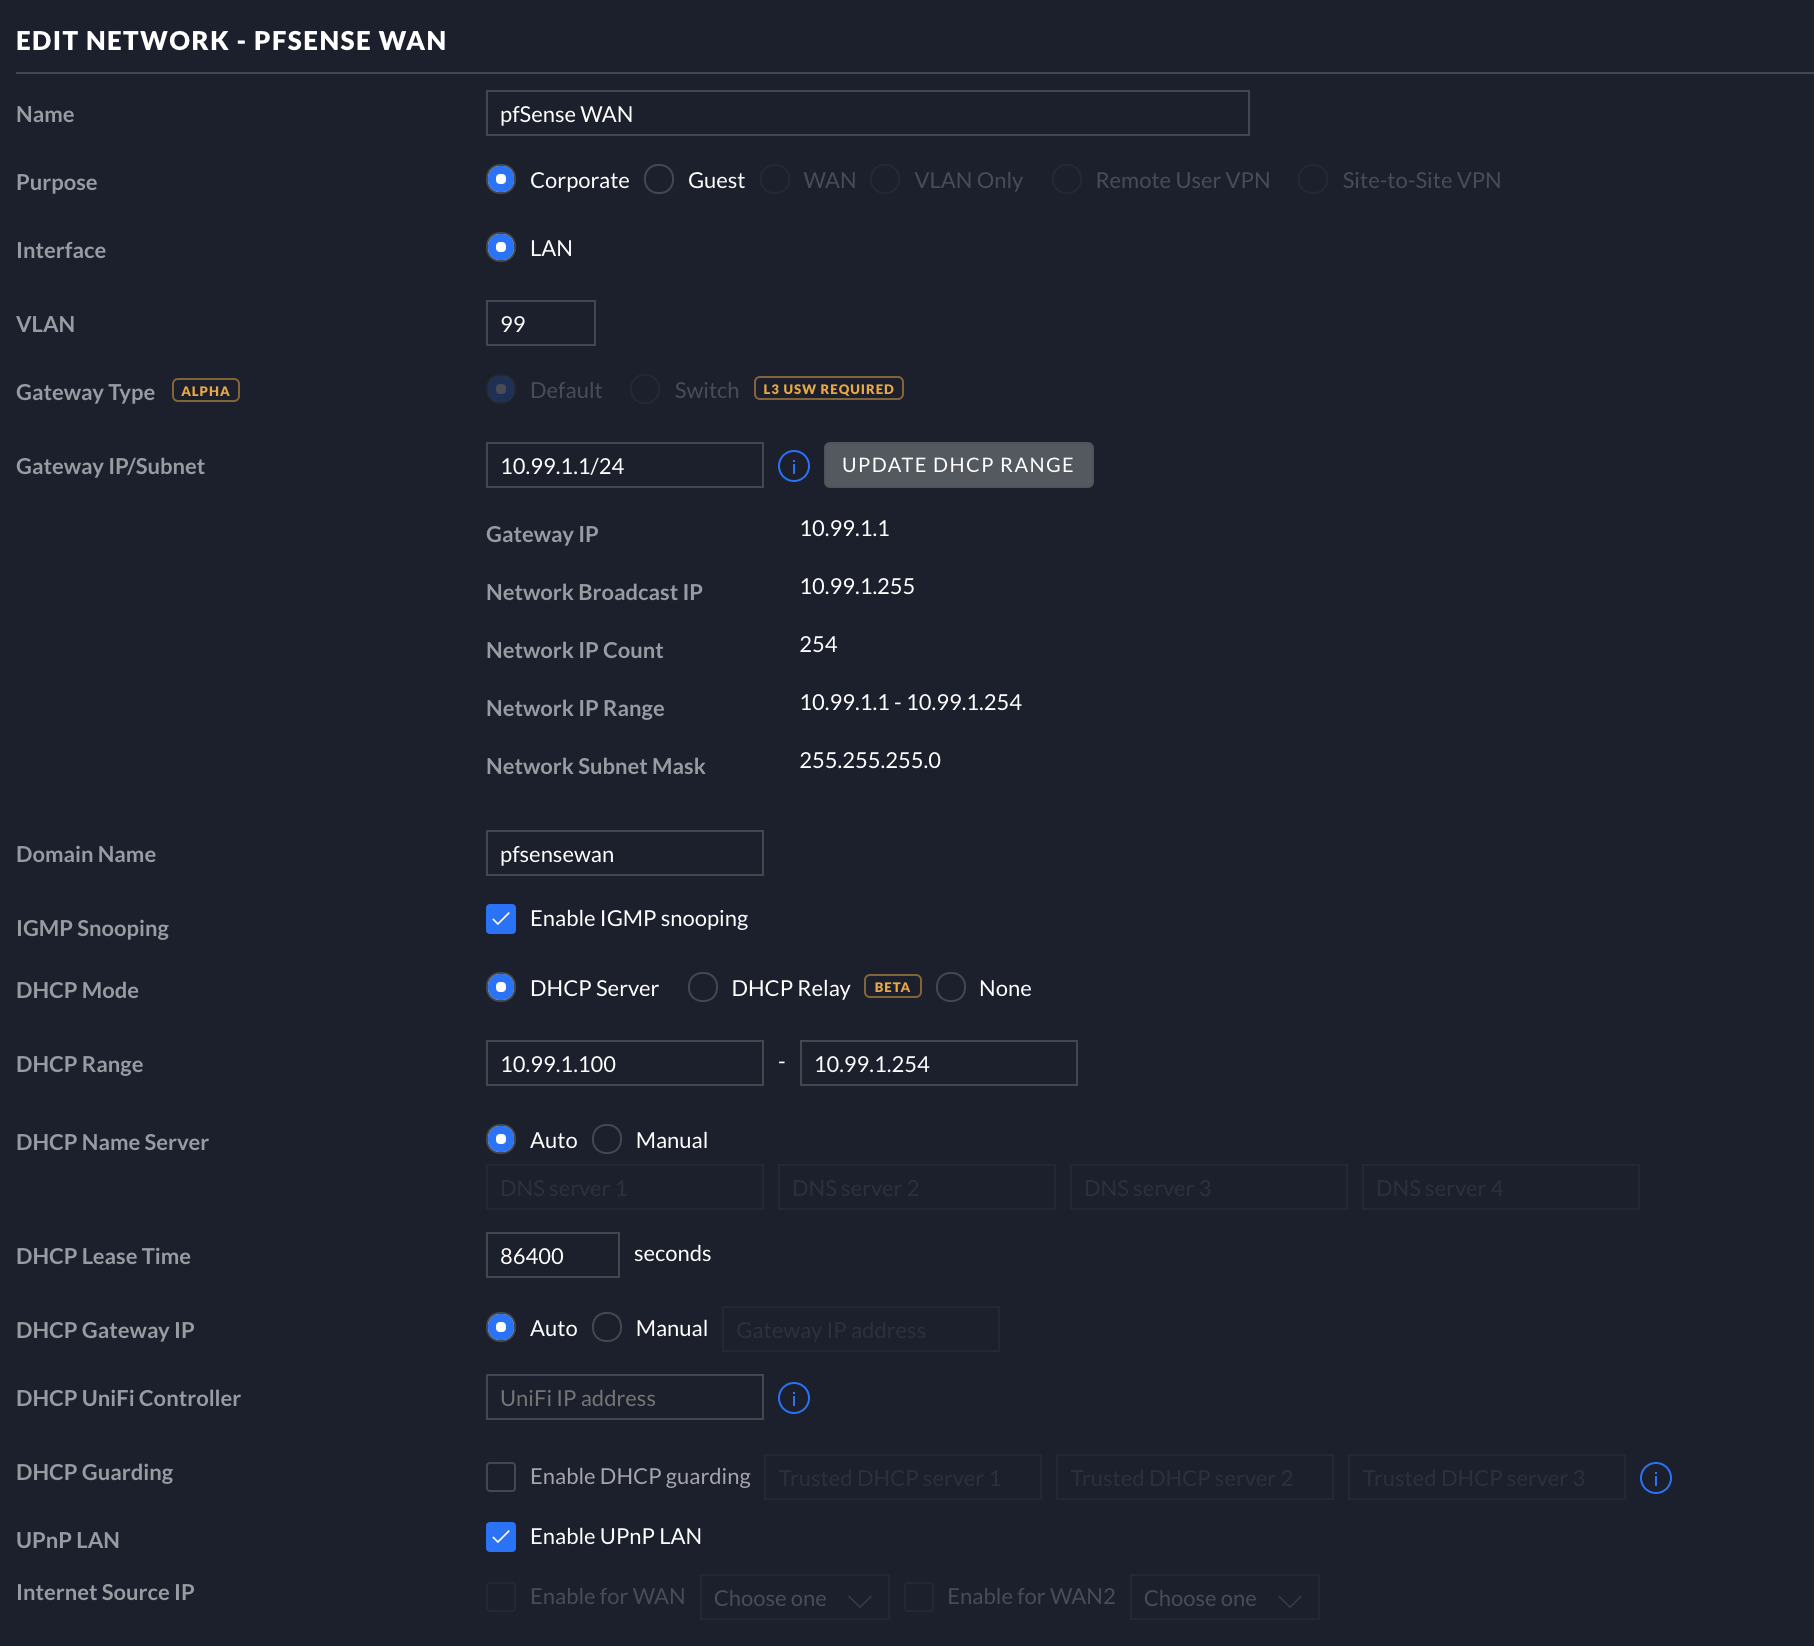 EDIT NETWORK - PFSENSE WAN
Name pfSense WAN
Purpose Corporate Guest WAN VLAN Only Remote User VPN Site-to-Site VPN
Interface LAN
VLAN 99
Gateway Type ALPHA Default Switch L3 USW REQUIRED
Gateway IP/Subnet 10.99.1.1/24 i UPDATE DHCP RANGE
Gateway IP 10.99.1.1
Network Broadcast IP 10.99.1.255
Network IP Count 254
Network IP Range 10.99.1.1 - 10.99.1.254
Network Subnet Mask 255.255.255.0
Domain Name pfsensewan
IGMP Snooping Enable IGMP snooping
DHCP Mode DHCP Server DHCP Relay BETA None
DHCP Range 10.99.1.100 - 10.99.1.254
DHCP Name Server Auto Manual
DNS server 1 DNS server 2 DNS server 3 DNS server 4
DHCP Lease Time 86400 seconds
DHCP Gateway IP Auto Manual Gateway IP address
DHCP UniFi Controller UniFi IP address i
DHCP Guarding Enable DHCP guarding Trusted DHCP server 1 Trusted DHCP server 2 Trusted DHCP server 3 i
UPnP LAN Enable UPnP LAN
Internet Source IP Enable for WAN Choose one Enable for WAN2 Choose one